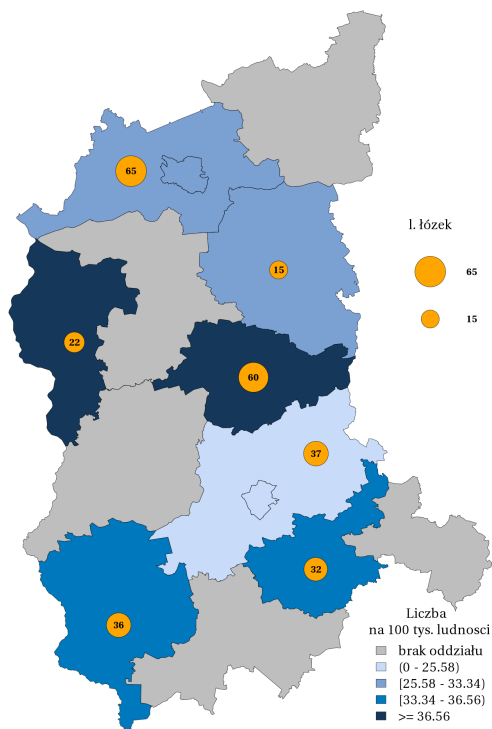 65
15
l. łózek
65
22
15
60
37
32
36
Liczba
na 100 tys. ludnosci
brak oddziału
(0 - 25.58)
[25.58 - 33.34)
[33.34 - 36.56)
>= 36.56